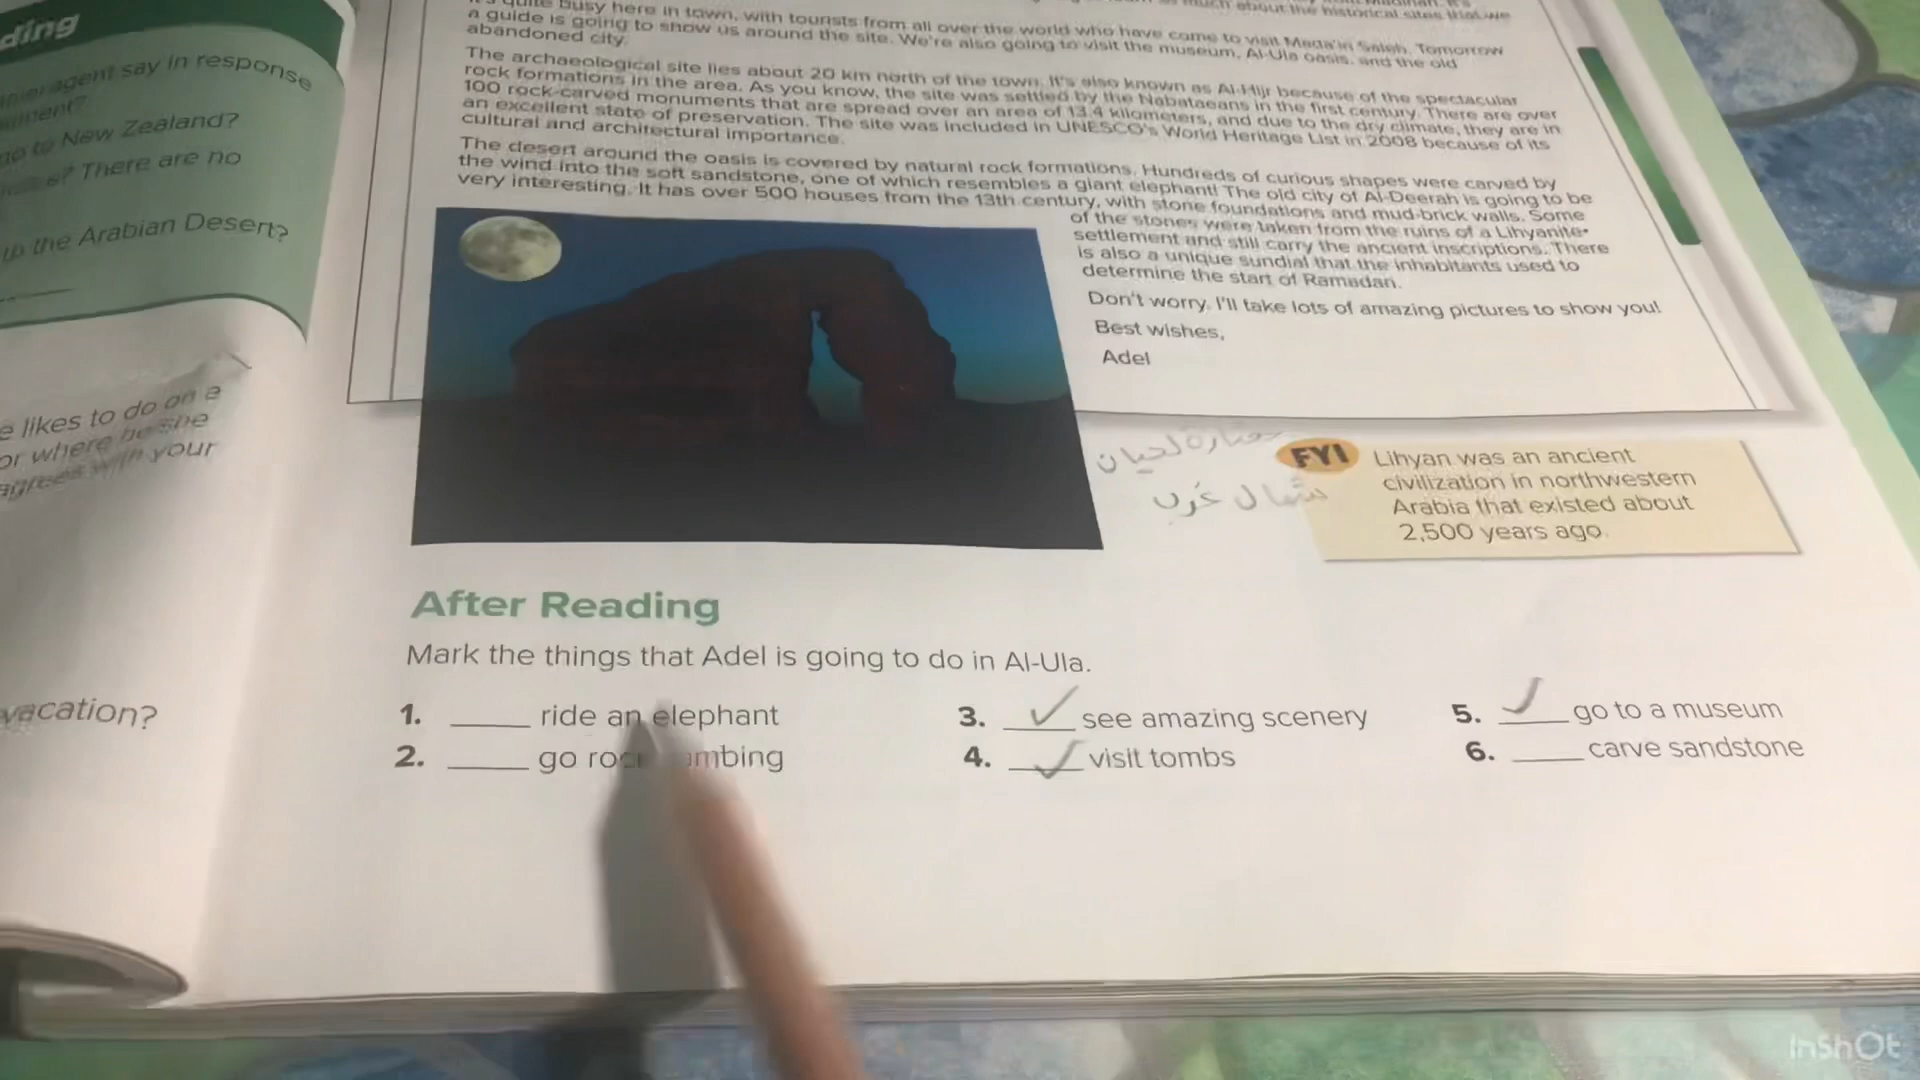 ding
agent say in response
to New Zealand?
There are no
the Arabian Desert?
e likes to do on a
or where he she
agrees with your
vacation?
much about the historical sites that we
quite busy here in town, with tourists from all over the world who have come to visit Mada'in Saleh. Tomorrow
a guide is going to show us around the site. We're also going to visit the museum, Al-Ula oasis, and the old
abandoned city.
The archaeological site lies about 20 km north of the town. It's also known as Al-Hijr because of the spectacular
rock formations in the area. As you know, the site was settled by the Nabataeans in the first century. There are over
100 rock-carved monuments that are spread over an area of 13.4 kilometers, and due to the dry climate, they are in
an excellent state of preservation. The site was included in UNESCO's World Heritage List in 2008 because of its
cultural and architectural importance.
The desert around the oasis is covered by natural rock formations. Hundreds of curious shapes were carved by
the wind into the soft sandstone, one of which resembles a giant elephant! The old city of Al-Deerah is going to be
very interesting. It has over 500 houses from the 13th century, with stone foundations and mud-brick walls. Some
of the stones were taken from the ruins of a Lihyanite
settlement and still carry the ancient inscriptions. There
is also a unique sundial that the inhabitants used to
determine the start of Ramadan.
Don't worry. I'll take lots of amazing pictures to show you!
Best wishes,
Adel
حضارة لحيان
شمال غرب
FYI
Lihyan was an ancient
civilization in northwestern
Arabia that existed about
2,500 years ago.
After Reading
Mark the things that Adel is going to do in Al-Ula.
1. ____ ride an elephant
2. ____ go rock
3. ✓ see amazing scenery
4. ✓ visit tombs
5. ✓ go to a museum
6. ____ carve sandstone
InShOt